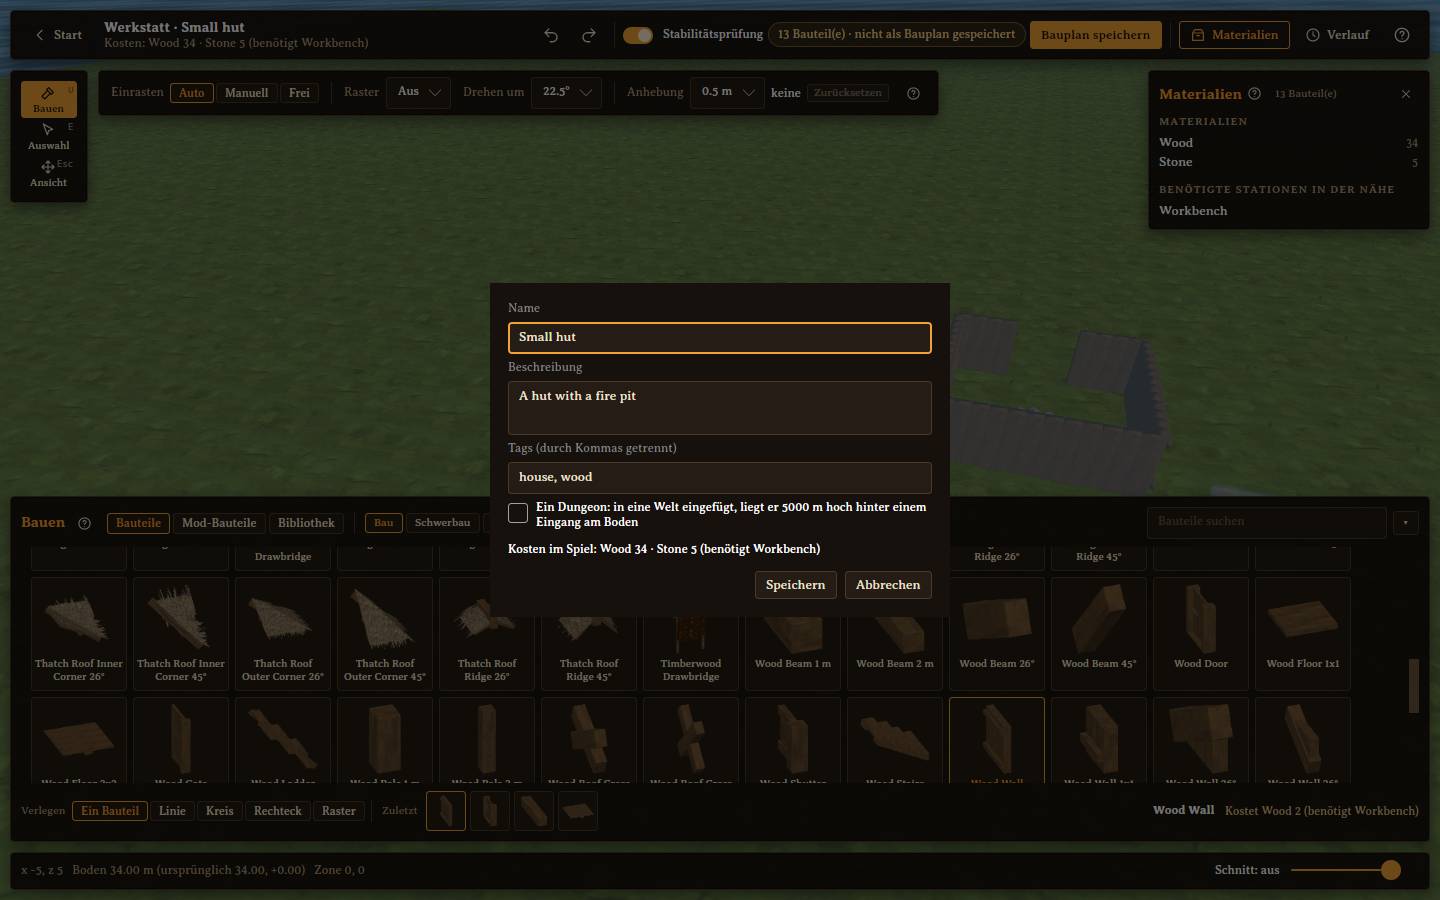 Start
Werkstatt · Small hut
Kosten: Wood 34 · Stone 5 (benötigt Workbench)
Stabilitätsprüfung
13 Bauteil(e) · nicht als Bauplan gespeichert
Bauplan speichern
Materialien
Verlauf
Bauen
U
Auswahl
E
Ansicht
Esc
Einrasten
Auto
Manuell
Frei
Raster
Aus
Drehen um
22.5°
Anhebung
0.5 m
keine
Zurücksetzen
Materialien
13 Bauteil(e)
MATERIALIEN
Wood 34
Stone 5
BENÖTIGTE STATIONEN IN DER NÄHE
Workbench
Name
Small hut
Beschreibung
A hut with a fire pit
Tags (durch Kommas getrennt)
house, wood
Ein Dungeon: in eine Welt eingefügt, liegt er 5000 m hoch hinter einem
Eingang am Boden
Kosten im Spiel: Wood 34 · Stone 5 (benötigt Workbench)
Speichern
Abbrechen
Bauen
Bauteile
Mod-Bauteile
Bibliothek
Bau
Schwerbau
Bauteile suchen
Drawbridge
Ridge 26°
Ridge 45°
Thatch Roof Inner
Corner 26°
Thatch Roof Inner
Corner 45°
Thatch Roof
Outer Corner 26°
Thatch Roof
Outer Corner 45°
Thatch Roof
Ridge 26°
Thatch Roof
Ridge 45°
Timberwood
Drawbridge
Wood Beam 1 m
Wood Beam 2 m
Wood Beam 26°
Wood Beam 45°
Wood Door
Wood Floor 1x1
Verlegen
Ein Bauteil
Linie
Kreis
Rechteck
Raster
Zuletzt
Wood Wall
Kostet Wood 2 (benötigt Workbench)
x -5, z 5
Boden 34.00 m (ursprünglich 34.00, +0.00)
Zone 0, 0
Schnitt: aus